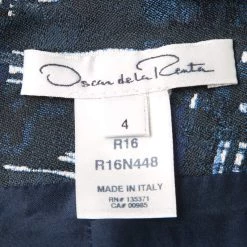 Oscar de la Renta
4
R16
R16N448
MADE IN ITALY
RN# 135371
CA# 00985